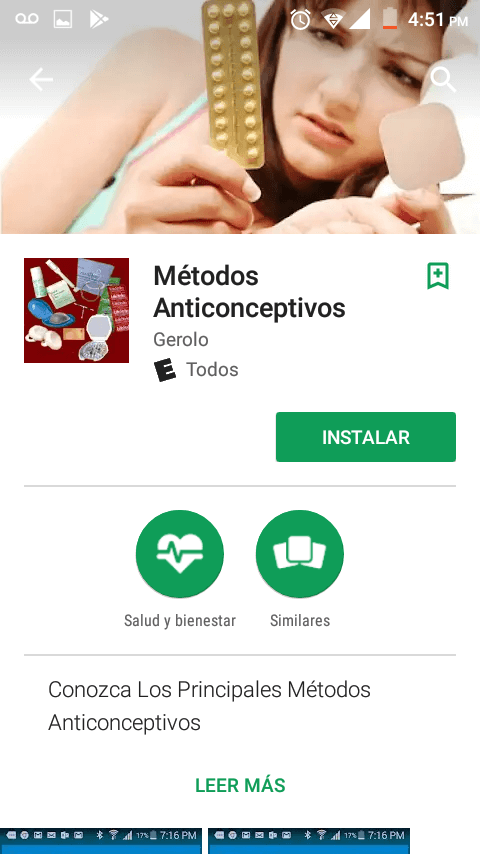 4:51 PM
Métodos
Anticonceptivos
Gerolo
E Todos
INSTALAR
Salud y bienestar
Similares
Conozca Los Principales Métodos
Anticonceptivos
LEER MÁS
17% 7:16 PM
17% 7:16 PM